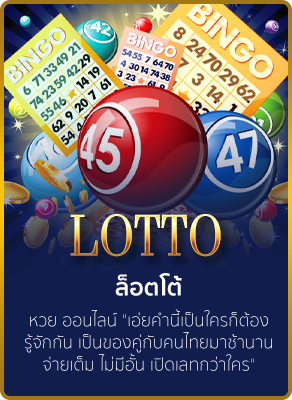 BINGO
BINGO
BINGO
42
45
47
LOTTO
ล็อตโต้
หวย ออนไลน์ "เอ่ยคำนี้เป็นใครก็ต้อง
รู้จักกัน เป็นของคู่กับคนไทยมาช้านาน
จ่ายเต็ม ไม่มีอั้น เปิดเลทกว่าใคร"